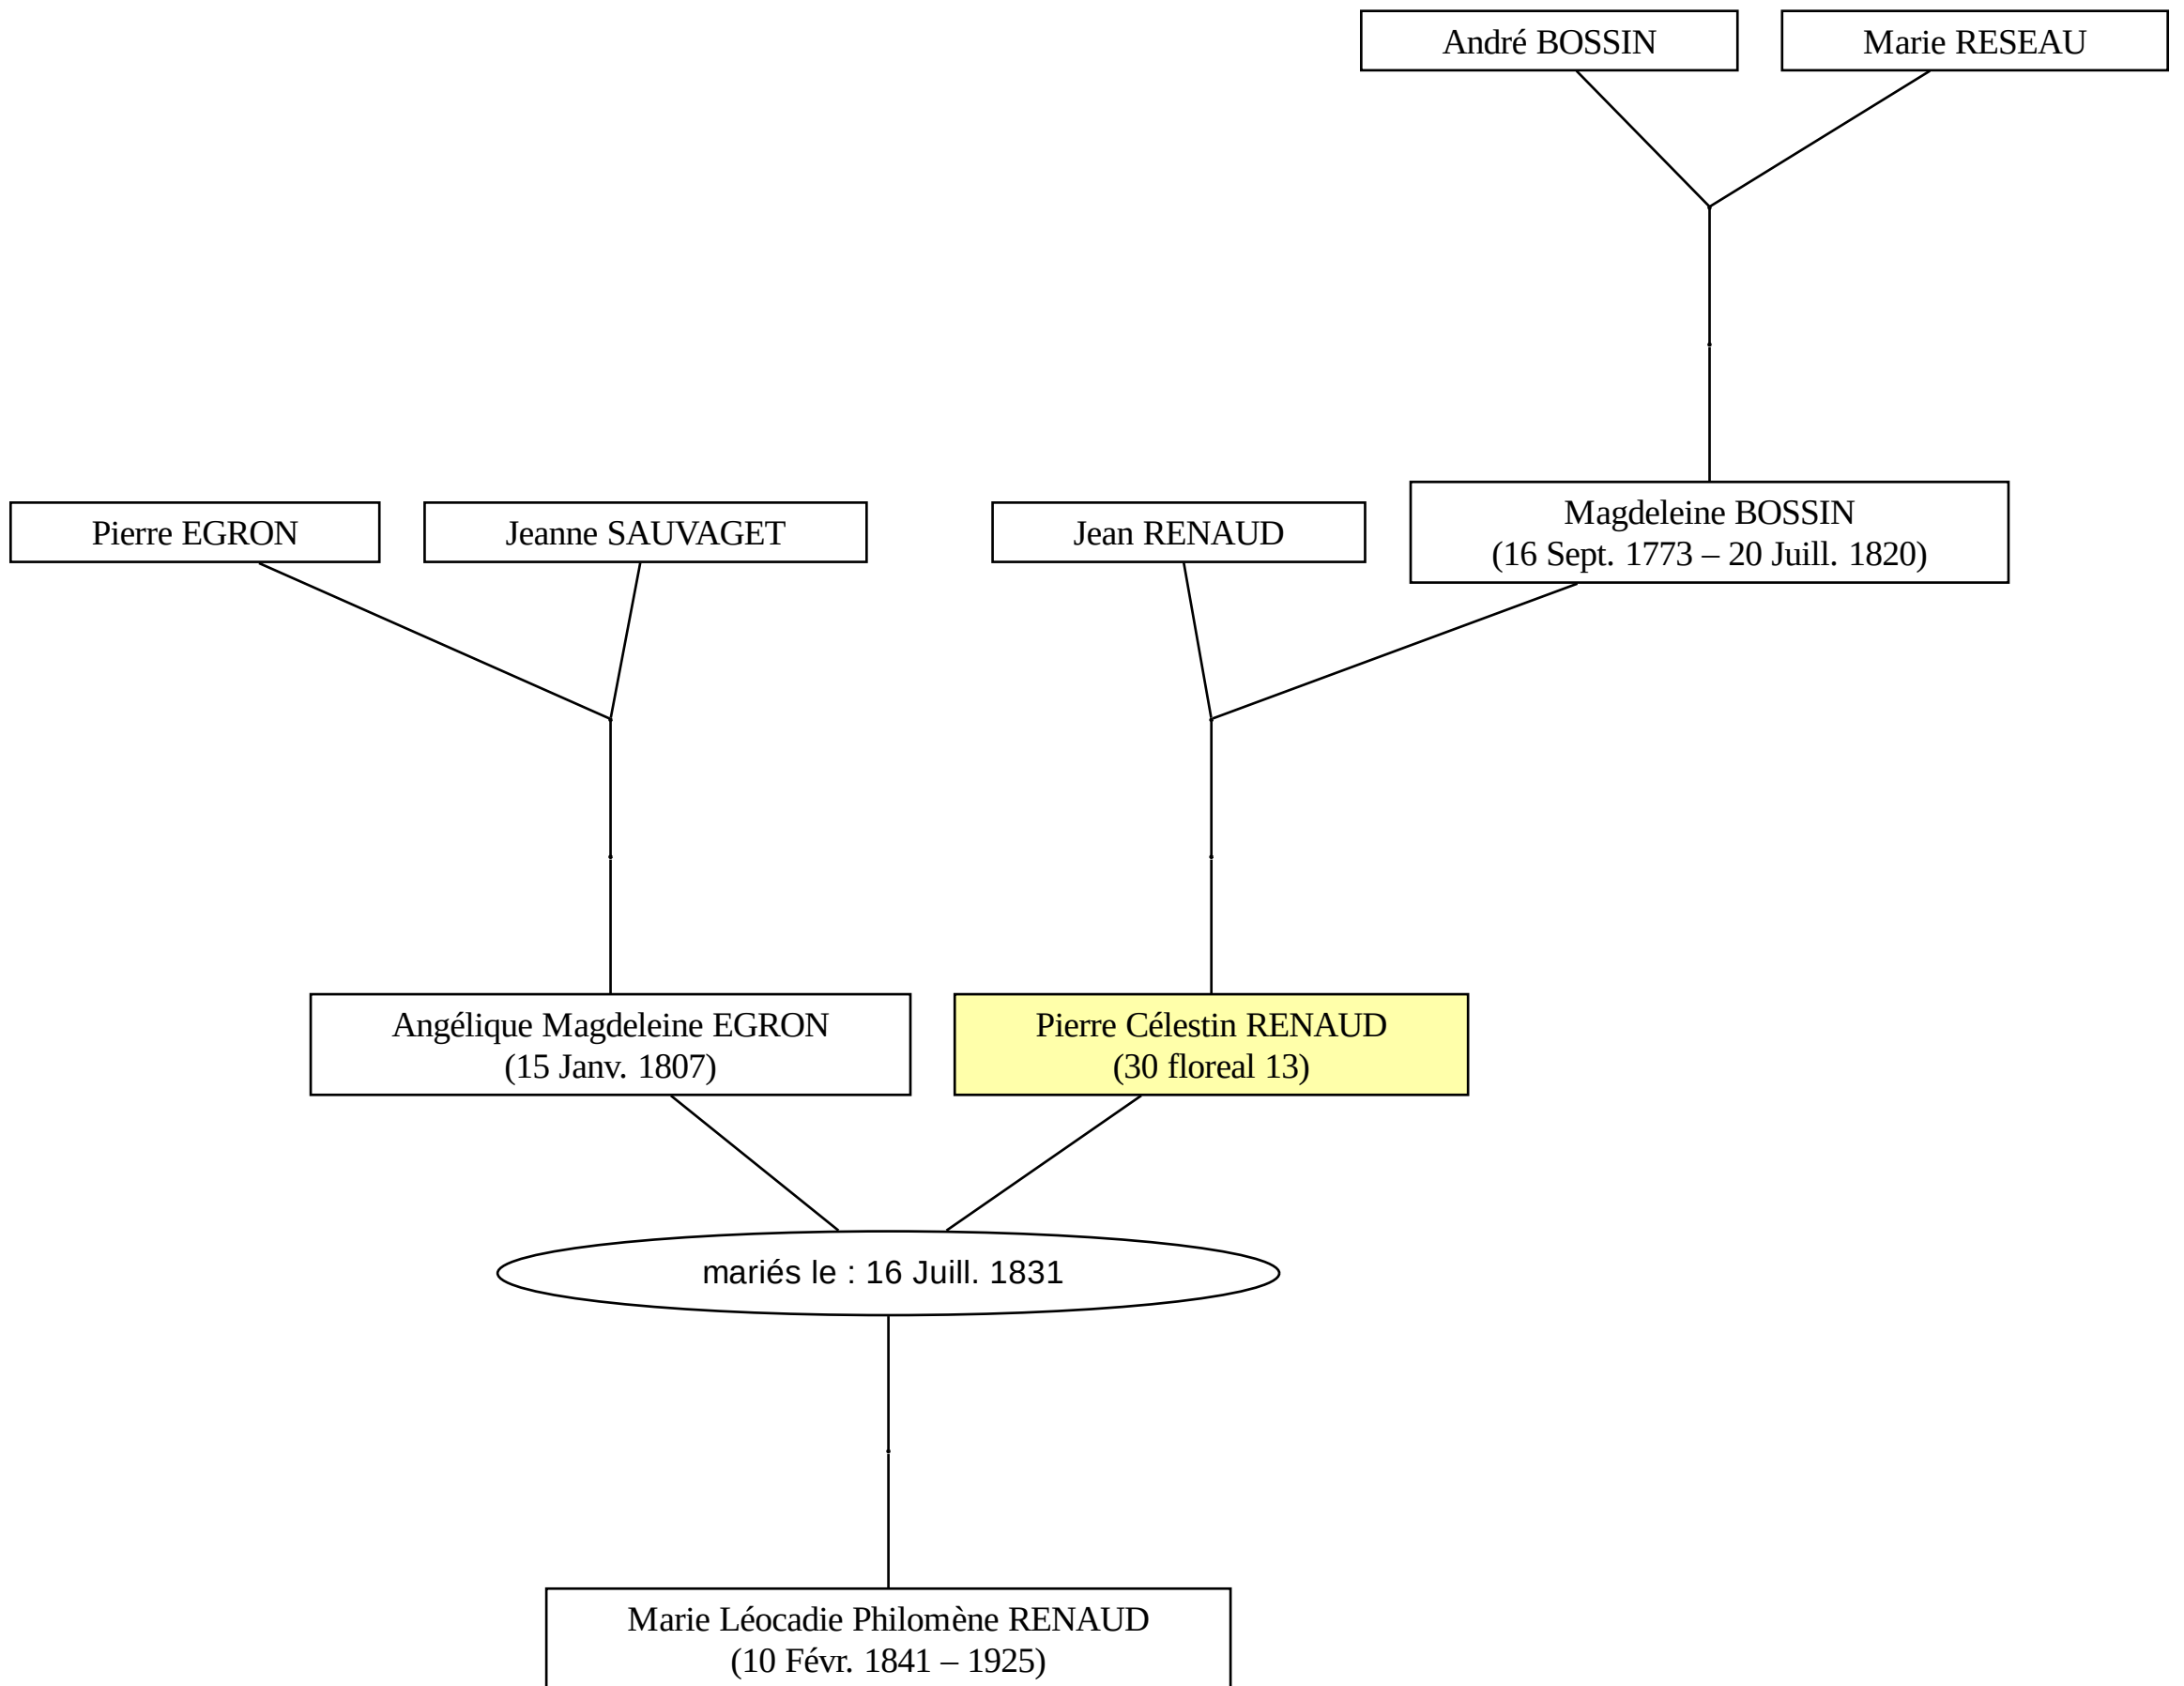 André BOSSIN
Marie RESEAU
Pierre EGRON
Jeanne SAUVAGET
Jean RENAUD
Magdeleine BOSSIN
(16 Sept. 1773 – 20 Juill. 1820)
Angélique Magdeleine EGRON
(15 Janv. 1807)
Pierre Célestin RENAUD
(30 floreal 13)
mariés le : 16 Juill. 1831
Marie Léocadie Philomène RENAUD
(10 Févr. 1841 – 1925)